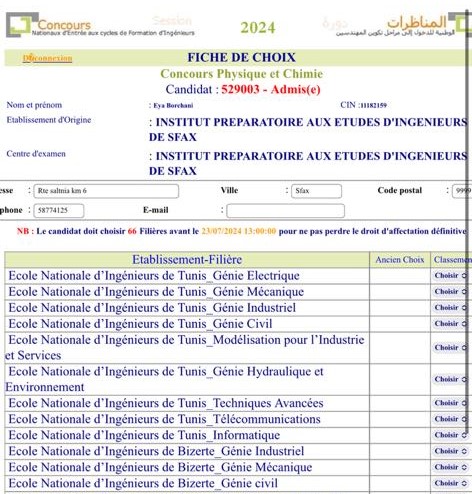 Concours Session 2024 دورة المناظرات
Nationaux d'Entrée aux cycles de Formation d'Ingénieurs الوطنية للدخول إلى مراحل تكوين المهندسين
D�connexion FICHE DE CHOIX
Concours Physique et Chimie
Candidat : 529003 - Admis(e)
Nom et prénom : Eya Borchani CIN :11182159
Etablissement d'Origine : INSTITUT PREPARATOIRE AUX ETUDES D'INGENIEURS
DE SFAX
Centre d'examen : INSTITUT PREPARATOIRE AUX ETUDES D'INGENIEURS
DE SFAX
esse : Rte saltnia km 6 Ville : Sfax Code postal : 9999
phone : 58774125 E-mail :
NB : Le candidat doit choisir 66 Filières avant le 23/07/2024 13:00:00 pour ne pas perdre le droit d'affectation définitive
Etablissement-Filière Ancien Choix Classemen
Ecole Nationale d'Ingénieurs de Tunis_Génie Electrique Choisir
Ecole Nationale d'Ingénieurs de Tunis_Génie Mécanique Choisir
Ecole Nationale d'Ingénieurs de Tunis_Génie Industriel Choisir
Ecole Nationale d'Ingénieurs de Tunis_Génie Civil Choisir
Ecole Nationale d'Ingénieurs de Tunis_Modélisation pour l'Industrie
et Services Choisir
Ecole Nationale d'Ingénieurs de Tunis_Génie Hydraulique et
Environnement Choisir
Ecole Nationale d'Ingénieurs de Tunis_Techniques Avancées Choisir
Ecole Nationale d'Ingénieurs de Tunis_Télécommunications Choisir
Ecole Nationale d'Ingénieurs de Tunis_Informatique Choisir
Ecole Nationale d'Ingénieurs de Bizerte_Génie Industriel Choisir
Ecole Nationale d'Ingénieurs de Bizerte_Génie Mécanique Choisir
Ecole Nationale d'Ingénieurs de Bizerte_Génie civil Choisir